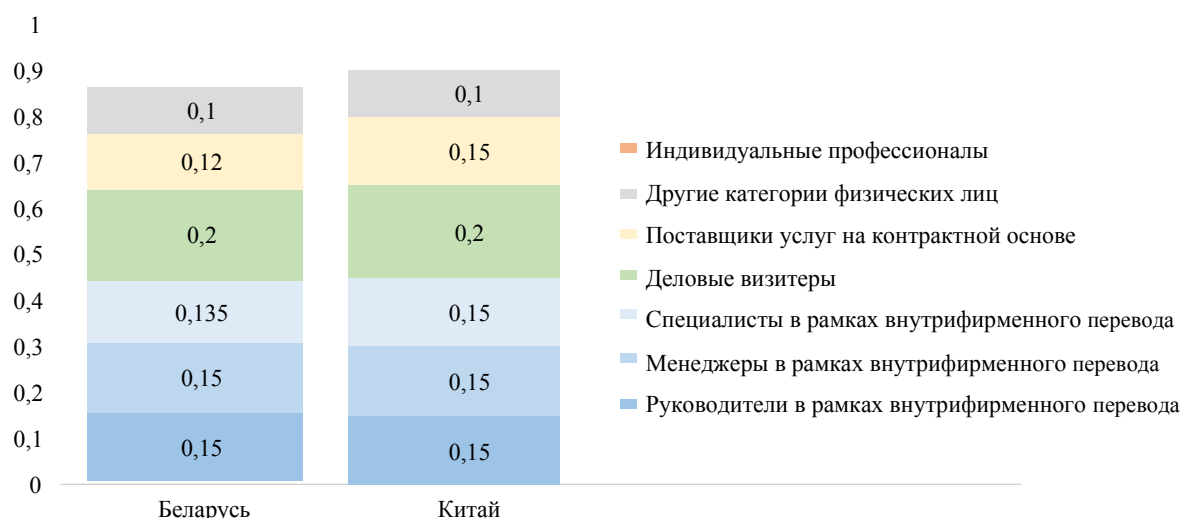 1
0,9
0,8
0,7
0,6
0,5
0,4
0,3
0,2
0,1
0
0,1
0,12
0,2
0,135
0,15
0,15
0,1
0,15
0,2
0,15
0,15
0,15
Беларусь
Китай
Индивидуальные профессионалы
Другие категории физических лиц
Поставщики услуг на контрактной основе
Деловые визитеры
Специалисты в рамках внутрифирменного перевода
Менеджеры в рамках внутрифирменного перевода
Руководители в рамках внутрифирменного перевода